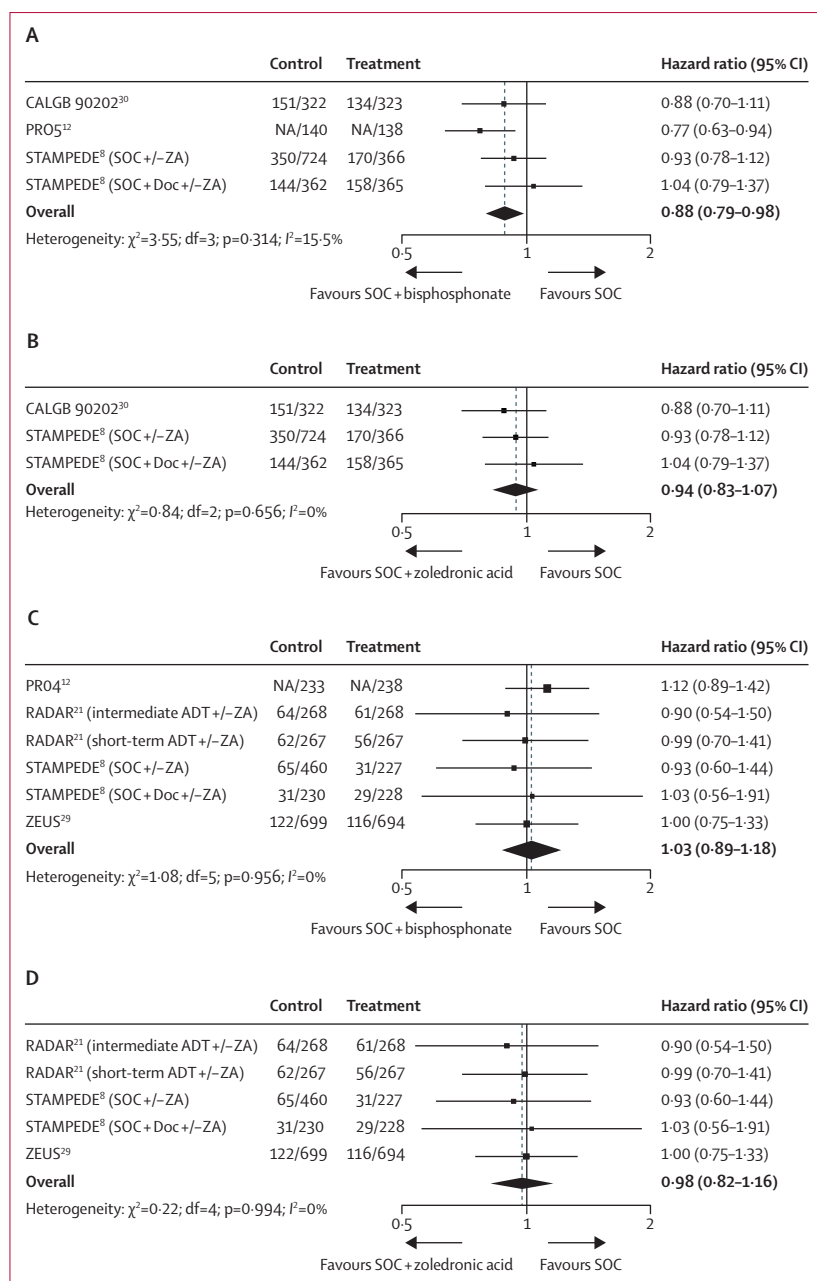 A
Control Treatment Hazard ratio (95% CI)
CALGB 90202³⁰ 151/322 134/323 0·88 (0·70–1·11)
PR05¹² NA/140 NA/138 0·77 (0·63–0·94)
STAMPEDE⁸ (SOC +/–ZA) 350/724 170/366 0·93 (0·78–1·12)
STAMPEDE⁸ (SOC + Doc +/–ZA) 144/362 158/365 1·04 (0·79–1·37)
Overall 0·88 (0·79–0·98)
Heterogeneity: χ²=3·55; df=3; p=0·314; I²=15·5%
0·5 1 2
Favours SOC + bisphosphonate Favours SOC
B
Control Treatment Hazard ratio (95% CI)
CALGB 90202³⁰ 151/322 134/323 0·88 (0·70–1·11)
STAMPEDE⁸ (SOC +/–ZA) 350/724 170/366 0·93 (0·78–1·12)
STAMPEDE⁸ (SOC + Doc +/–ZA) 144/362 158/365 1·04 (0·79–1·37)
Overall 0·94 (0·83–1·07)
Heterogeneity: χ²=0·84; df=2; p=0·656; I²=0%
0·5 1 2
Favours SOC + zoledronic acid Favours SOC
C
Control Treatment Hazard ratio (95% CI)
PR04¹² NA/233 NA/238 1·12 (0·89–1·42)
RADAR²¹ (intermediate ADT +/–ZA) 64/268 61/268 0·90 (0·54–1·50)
RADAR²¹ (short-term ADT +/–ZA) 62/267 56/267 0·99 (0·70–1·41)
STAMPEDE⁸ (SOC +/–ZA) 65/460 31/227 0·93 (0·60–1·44)
STAMPEDE⁸ (SOC + Doc +/–ZA) 31/230 29/228 1·03 (0·56–1·91)
ZEUS²⁹ 122/699 116/694 1·00 (0·75–1·33)
Overall 1·03 (0·89–1·18)
Heterogeneity: χ²=1·08; df=5; p=0·956; I²=0%
0·5 1 2
Favours SOC + bisphosphonate Favours SOC
D
Control Treatment Hazard ratio (95% CI)
RADAR²¹ (intermediate ADT +/–ZA) 64/268 61/268 0·90 (0·54–1·50)
RADAR²¹ (short-term ADT +/–ZA) 62/267 56/267 0·99 (0·70–1·41)
STAMPEDE⁸ (SOC +/–ZA) 65/460 31/227 0·93 (0·60–1·44)
STAMPEDE⁸ (SOC + Doc +/–ZA) 31/230 29/228 1·03 (0·56–1·91)
ZEUS²⁹ 122/699 116/694 1·00 (0·75–1·33)
Overall 0·98 (0·82–1·16)
Heterogeneity: χ²=0·22; df=4; p=0·994; I²=0%
0·5 1 2
Favours SOC + zoledronic acid Favours SOC